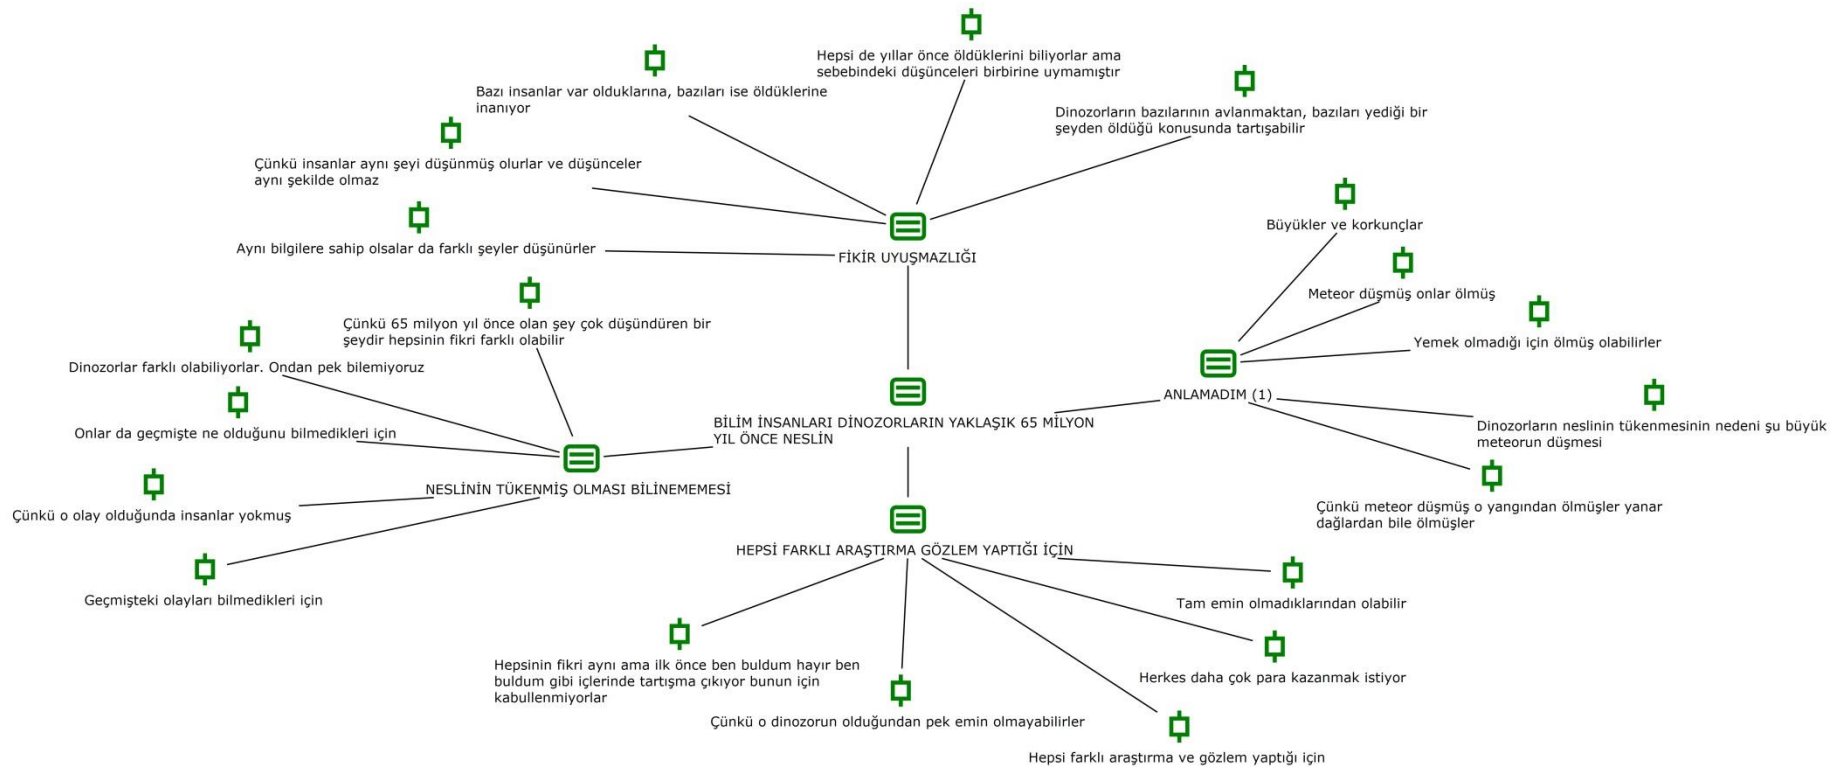 Hepsi de yıllar önce öldüklerini biliyorlar ama
sebebindeki düşünceleri birbirine uymamıştır
Bazı insanlar var olduklarına, bazıları ise öldüklerine
inanıyor
Dinozorların bazılarının avlanmaktan, bazıları yediği bir
şeyden öldüğü konusunda tartışabilir
Çünkü insanlar aynı şeyi düşünmüş olurlar ve düşünceler
aynı şekilde olmaz
Aynı bilgilere sahip olsalar da farklı şeyler düşünürler
FİKİR UYUŞMAZLIĞI
Büyükler ve korkunçlar
Meteor düşmüş onlar ölmüş
Yemek olmadığı için ölmüş olabilirler
ANLAMADIM (1)
Dinozorların neslinin tükenmesinin nedeni şu büyük
meteorun düşmesi
Çünkü meteor düşmüş o yangından ölmüşler yanar
dağlardan bile ölmüşler
Çünkü 65 milyon yıl önce olan şey çok düşündüren bir
şeydir hepsinin fikri farklı olabilir
Dinozorlar farklı olabiliyorlar. Ondan pek bilemiyoruz
Onlar da geçmişte ne olduğunu bilmedikleri için
BİLİM İNSANLARI DİNOZORLARIN YAKLAŞIK 65 MİLYON
YIL ÖNCE NESLİN
NESLİNİN TÜKENMİŞ OLMASI BİLİNEMEMESİ
Çünkü o olay olduğunda insanlar yokmuş
Geçmişteki olayları bilmedikleri için
HEPSİ FARKLI ARAŞTIRMA GÖZLEM YAPTIĞI İÇİN
Tam emin olmadıklarından olabilir
Hepsinin fikri aynı ama ilk önce ben buldum hayır ben
buldum gibi içlerinde tartışma çıkıyor bunun için
kabullenmiyorlar
Herkes daha çok para kazanmak istiyor
Çünkü o dinozorun olduğundan pek emin olmayabilirler
Hepsi farklı araştırma ve gözlem yaptığı için